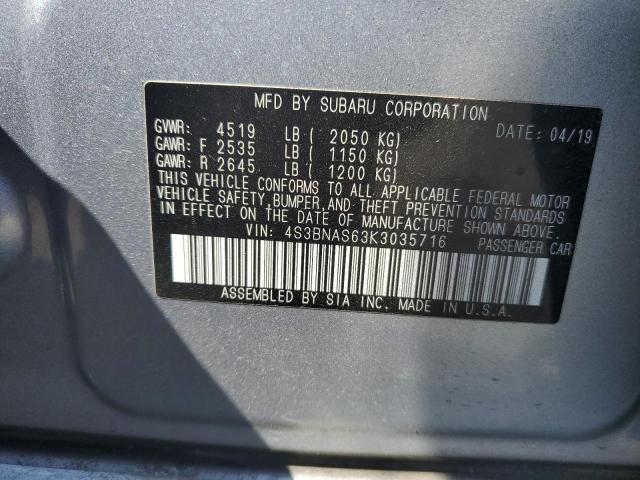 MFD BY SUBARU CORPORATION
GVWR: 4519 LB ( 2050 KG) DATE: 04/19
GAWR: F 2535 LB ( 1150 KG)
GAWR: R 2645 LB ( 1200 KG)
THIS VEHICLE CONFORMS TO ALL APPLICABLE FEDERAL MOTOR
VEHICLE SAFETY, BUMPER, AND THEFT PREVENTION STANDARDS
IN EFFECT ON THE DATE OF MANUFACTURE SHOWN ABOVE.
VIN: 4S3BNAS63K3035716 PASSENGER CAR
ASSEMBLED BY SIA INC. MADE IN U.S.A.